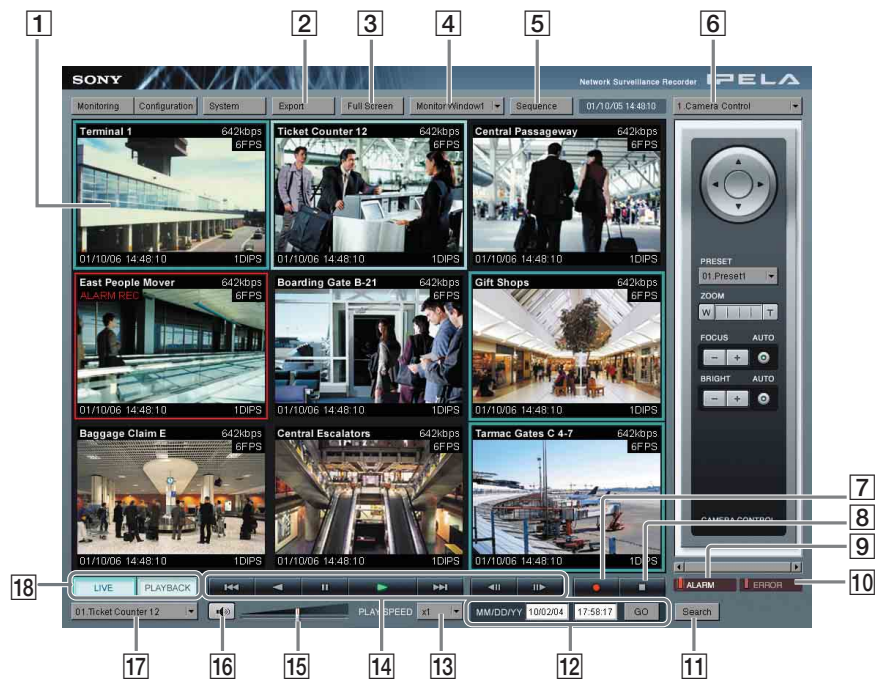 1 2 3 4 5 6
SONY Network Surveillance Recorder IPELA
Monitoring Configuration System Export Full Screen MonitorWindow1 Sequence 01/10/05 14:48:10 1.Camera Control
Terminal 1 642kbps 6FPS
01/10/06 14:48:10 1DIPS
Ticket Counter 12 642kbps 6FPS
01/10/06 14:48:10 1DIPS
Central Passageway 642kbps 6FPS
01/10/06 14:48:10 1DIPS
East People Mover 642kbps 6FPS
ALARM REC
01/10/06 14:48:10 1DIPS
Boarding Gate B-21 642kbps 6FPS
01/10/06 14:48:10 1DIPS
Gift Shops 642kbps 6FPS
01/10/06 14:48:10 1DIPS
Baggage Claim E 642kbps 6FPS
01/10/06 14:48:10 1DIPS
Central Escalators 642kbps 6FPS
01/10/06 14:48:10 1DIPS
Tarmac Gates C 4-7 642kbps 6FPS
01/10/06 14:48:10 1DIPS
PRESET
01.Preset1
ZOOM
W T
FOCUS AUTO
- +
BRIGHT AUTO
- +
CAMERA CONTROL
7
8
9
10
ALARM ERROR
18
LIVE PLAYBACK
01.Ticket Counter 12 PLAY SPEED x1 MM/DD/YY 10/02/04 17:58:17 GO Search
17 16 15 14 13 12 11